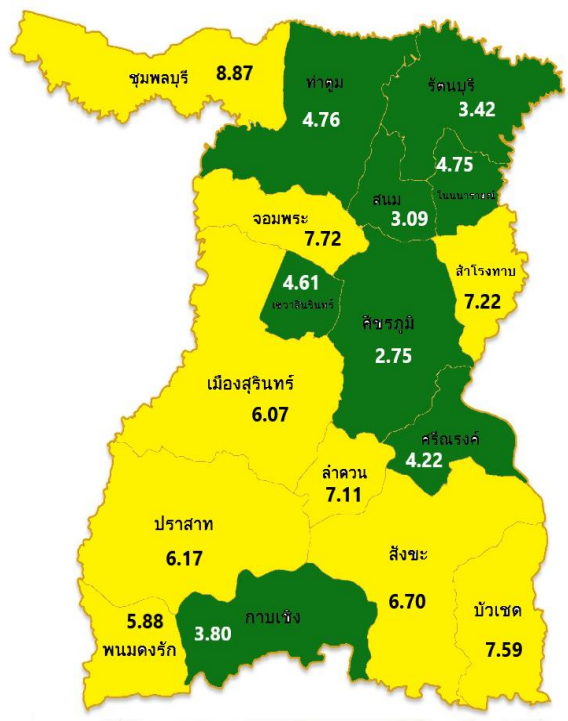 ชุมพลบุรี 8.87
ท่าตูม
4.76
รัตนบุรี
3.42
4.75
โนนนารายณ์
สนม
3.09
จอมพระ
7.72
สำโรงทาบ
7.22
4.61
เขวาสินรินทร์
ศีขรภูมิ
2.75
เมืองสุรินทร์
6.07
ศรีณรงค์
4.22
ลำดวน
7.11
ปราสาท
6.17
สังขะ
6.70
บัวเชด
7.59
5.88
พนมดงรัก
กาบเชิง
3.80